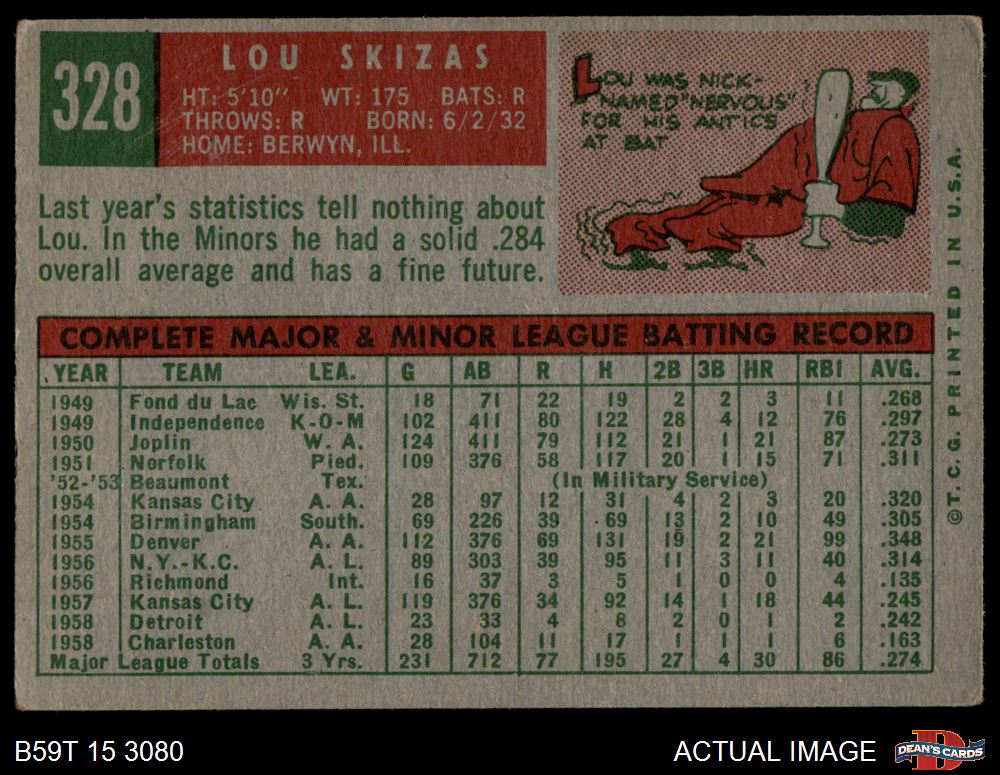 328
LOU SKIZAS
HT: 5'10" WT: 175 BATS: R
THROWS: R BORN: 6/2/32
HOME: BERWYN, ILL.
LOU WAS NICK-
NAMED "NERVOUS"
FOR HIS ANTICS
AT BAT
Last year's statistics tell nothing about
Lou. In the Minors he had a solid .284
overall average and has a fine future.
COMPLETE MAJOR & MINOR LEAGUE BATTING RECORD
YEAR TEAM LEA. G AB R H 2B 3B HR RBI AVG.
1949 Fond du Lac Wis. St. 18 71 22 19 2 2 3 11 .268
1949 Independence K-O-M 102 411 80 122 28 4 12 76 .297
1950 Joplin W. A. 124 411 79 112 21 1 21 87 .273
1951 Norfolk Pied. 109 376 58 117 20 1 15 71 .311
'52-'53 Beaumont Tex. (In Military Service)
1954 Kansas City A. A. 28 97 12 31 4 2 3 20 .320
1954 Birmingham South. 69 226 39 69 13 2 10 49 .305
1955 Denver A. A. 112 376 69 131 19 2 21 99 .348
1956 N.Y.-K.C. A. L. 89 303 39 95 11 3 11 40 .314
1956 Richmond Int. 16 37 3 5 1 0 0 4 .135
1957 Kansas City A. L. 119 376 34 92 14 1 18 44 .245
1958 Detroit A. L. 23 33 4 8 2 0 1 2 .242
1958 Charleston A. A. 28 104 11 17 1 1 1 6 .163
Major League Totals 3 Yrs. 231 712 77 195 27 4 30 86 .274
© T. C. G. PRINTED IN U.S.A.
B59T 15 3080
ACTUAL IMAGE
D
DEAN'S CARDS